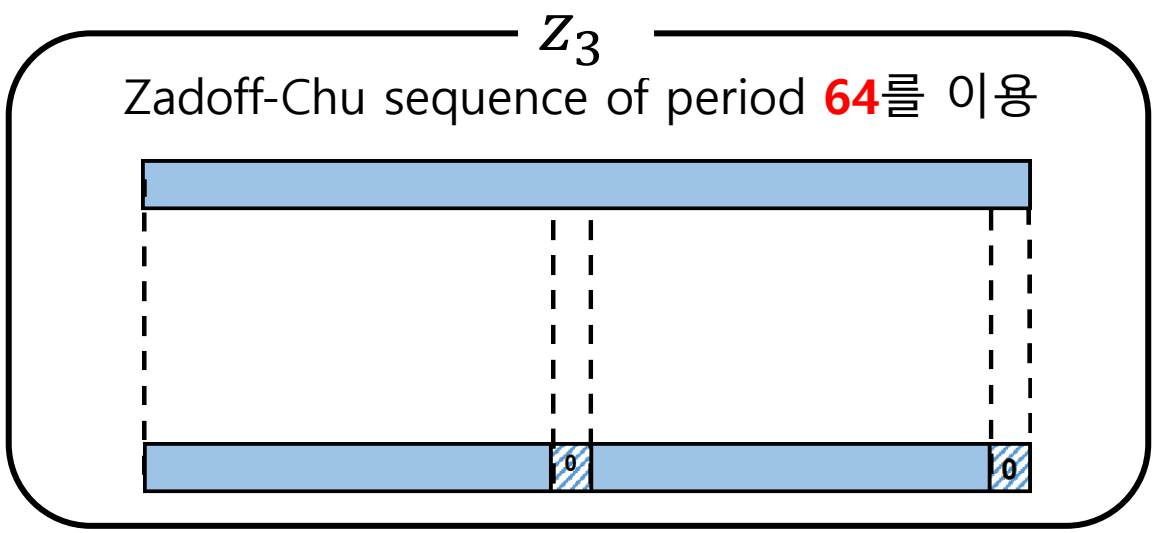 z₃
Zadoff-Chu sequence of period 64를 이용
0
0